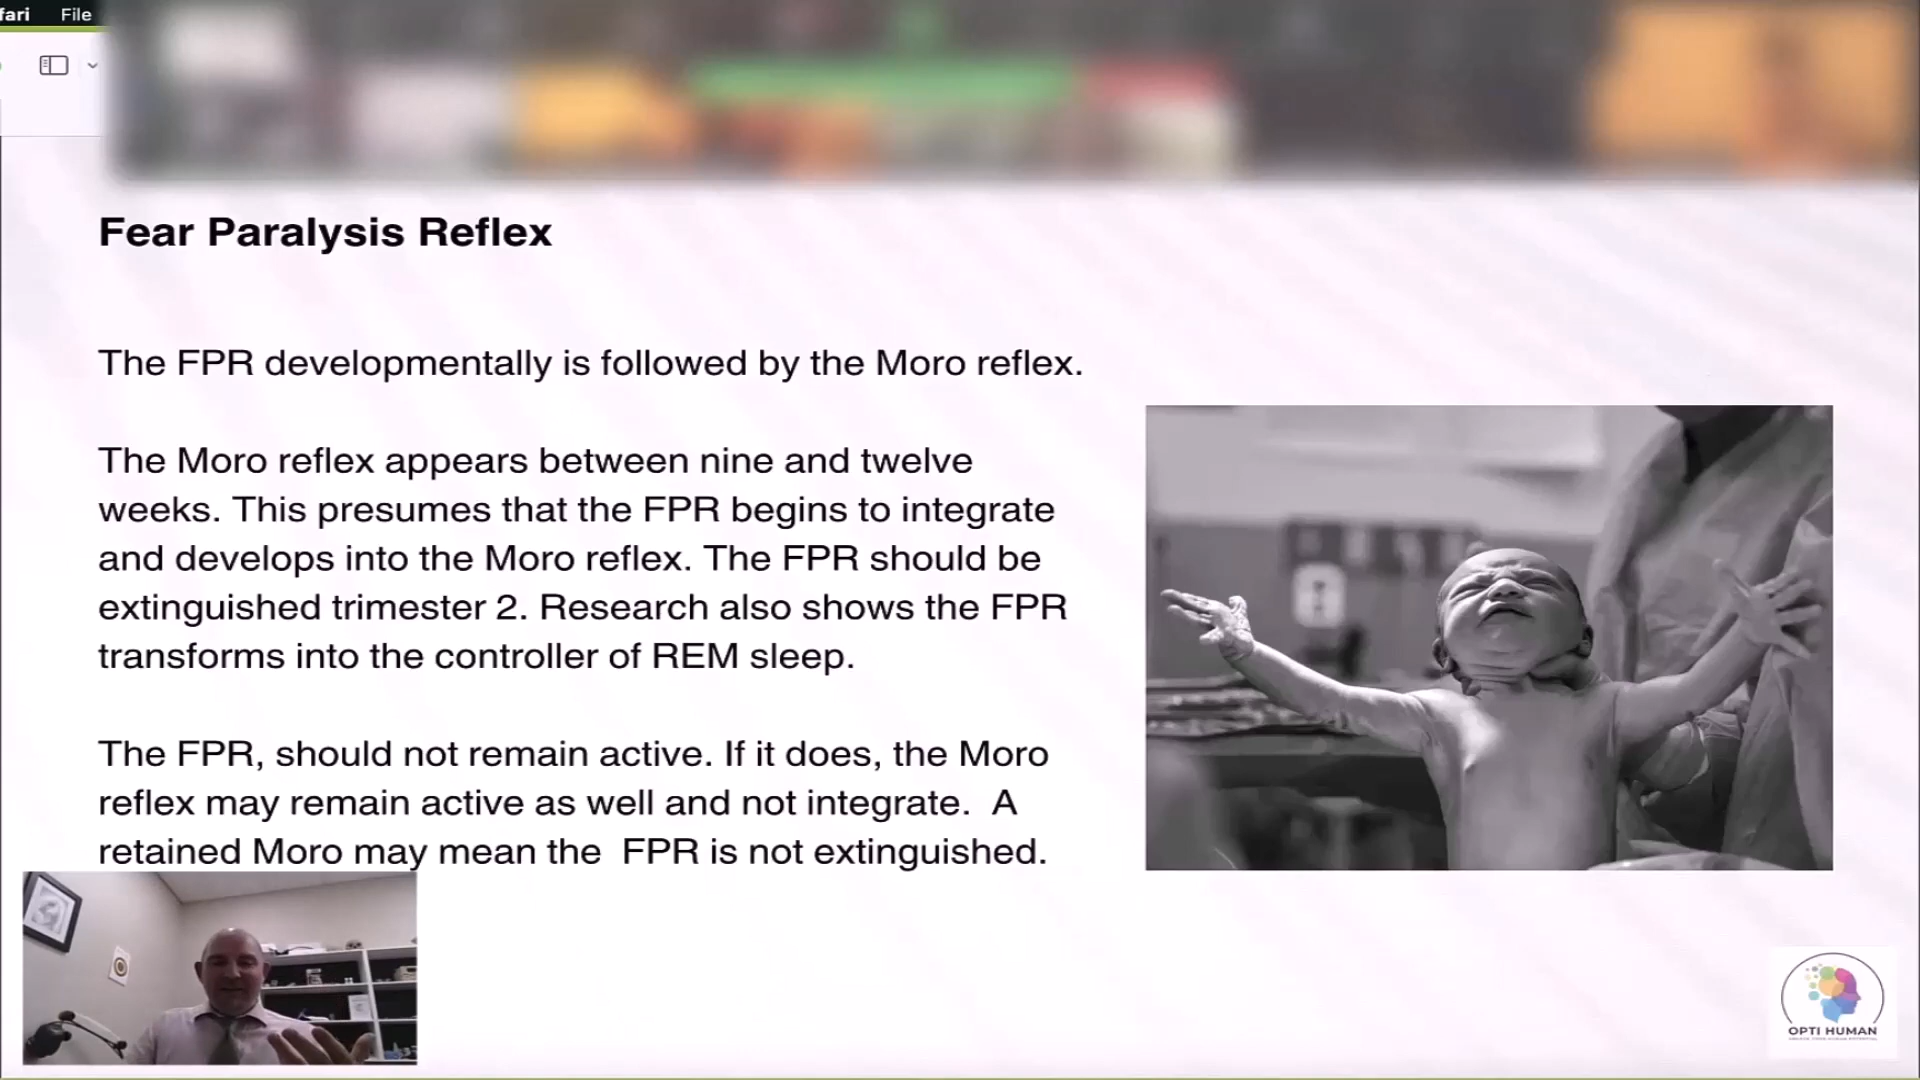 fari File
Fear Paralysis Reflex
The FPR developmentally is followed by the Moro reflex.
The Moro reflex appears between nine and twelve
weeks. This presumes that the FPR begins to integrate
and develops into the Moro reflex. The FPR should be
extinguished trimester 2. Research also shows the FPR
transforms into the controller of REM sleep.
The FPR, should not remain active. If it does, the Moro
reflex may remain active as well and not integrate.  A
retained Moro may mean the  FPR is not extinguished.
OPTI HUMAN